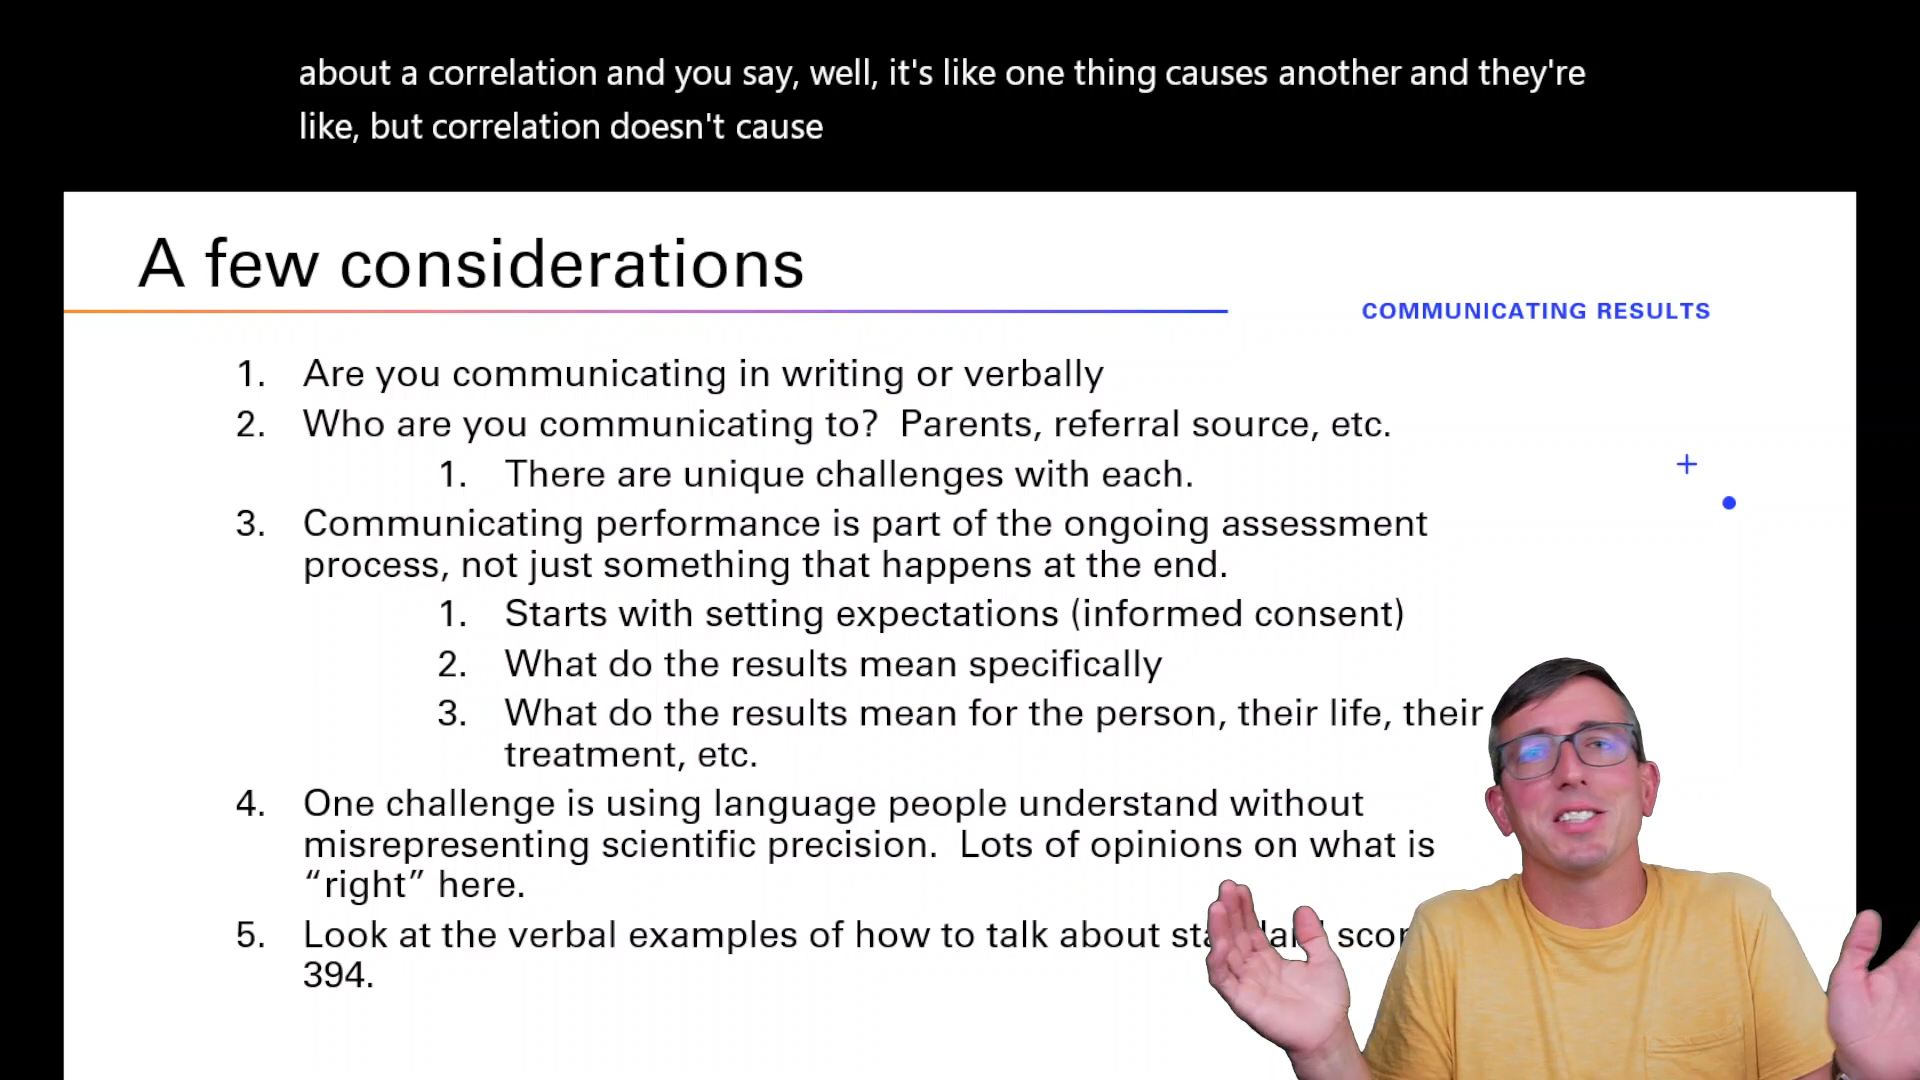 about a correlation and you say, well, it's like one thing causes another and they're
like, but correlation doesn't cause
A few considerations
COMMUNICATING RESULTS
1. Are you communicating in writing or verbally
2. Who are you communicating to? Parents, referral source, etc.
1. There are unique challenges with each.
3. Communicating performance is part of the ongoing assessment
process, not just something that happens at the end.
1. Starts with setting expectations (informed consent)
2. What do the results mean specifically
3. What do the results mean for the person, their life, their
treatment, etc.
4. One challenge is using language people understand without
misrepresenting scientific precision. Lots of opinions on what is
“right” here.
5. Look at the verbal examples of how to talk about
394.